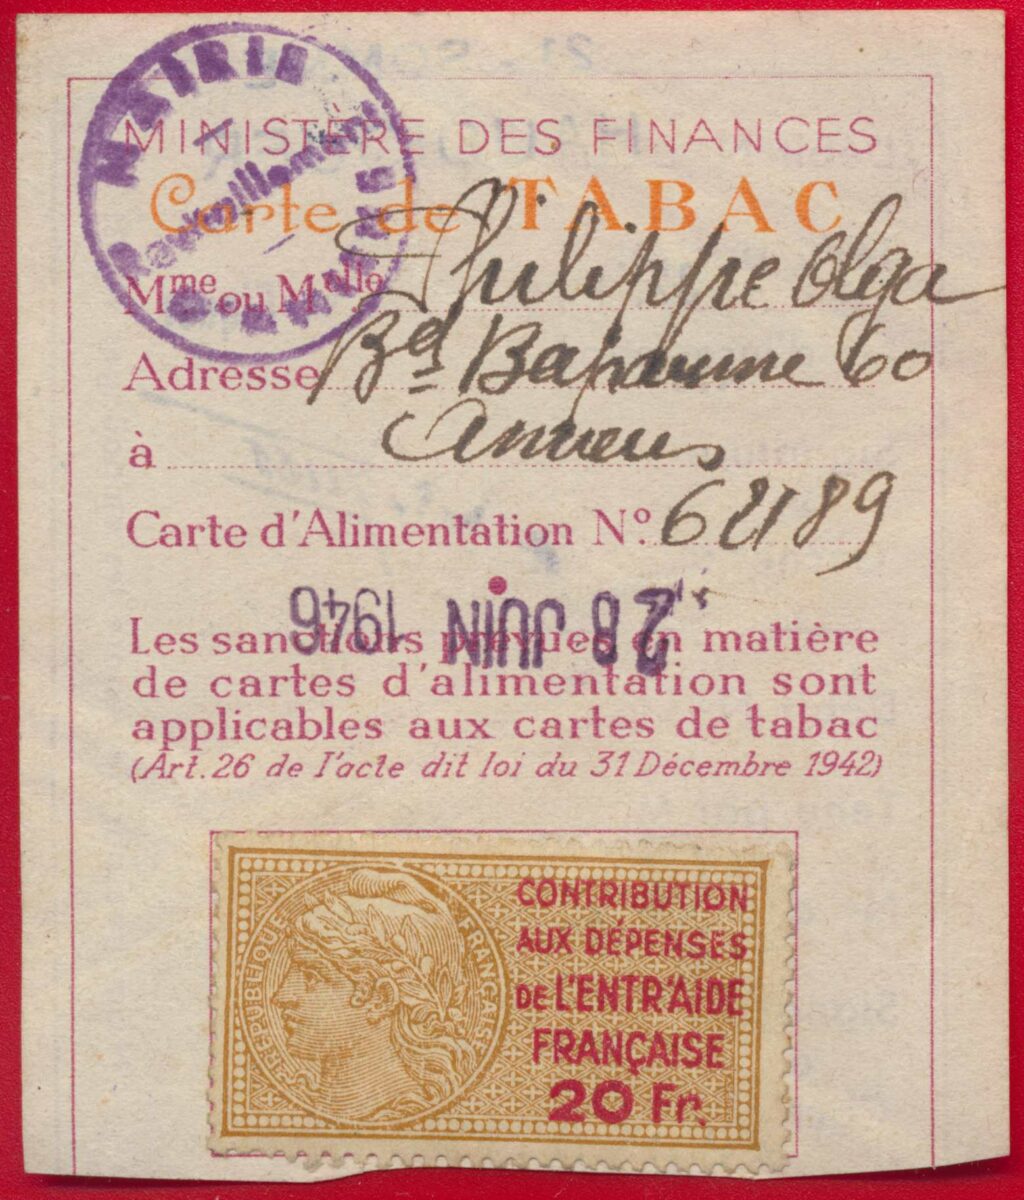 MAIRIE
Ravitaillement
AMIENS
MINISTÈRE DES FINANCES
Carte de TABAC
Mme ou Melle Philippe Olga
Adresse Bd Bapaume 60
à Amiens
Carte d'Alimentation No. 62189
28 JUIN 1946
Les sanctions prévues en matière
de cartes d'alimentation sont
applicables aux cartes de tabac
(Art. 26 de l'acte dit loi du 31 Décembre 1942)
RÉPUBLIQUE FRANÇAISE
CONTRIBUTION
AUX DÉPENSES
DE L'ENTR'AIDE
FRANÇAISE
20 Fr.